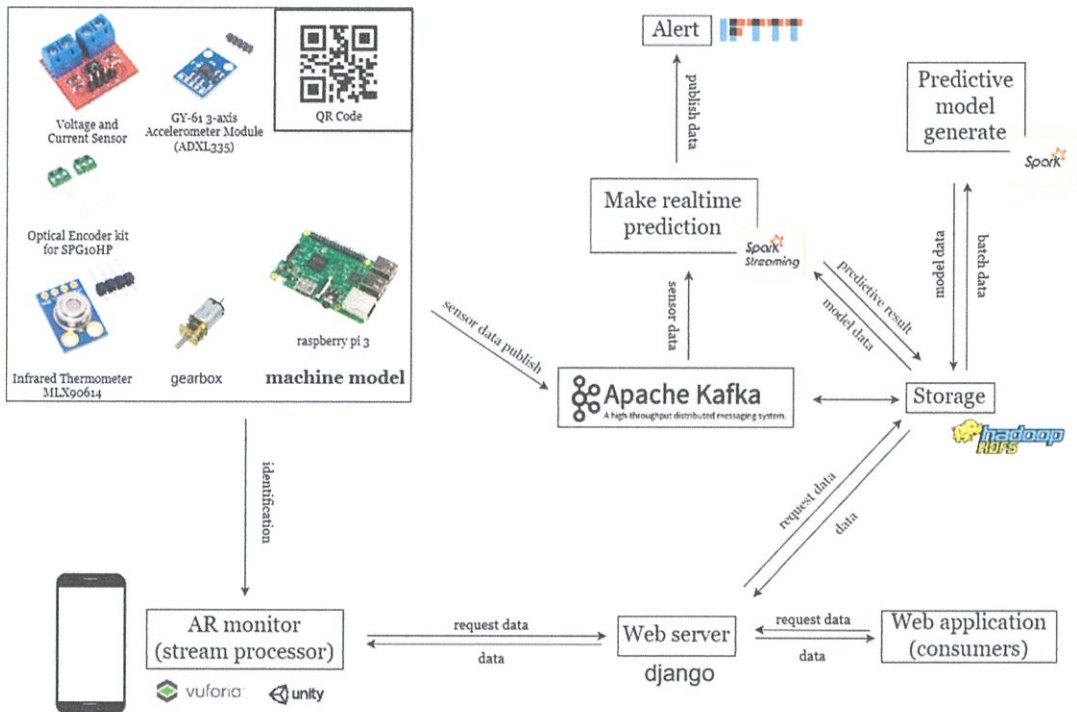 Voltage and
Current Sensor
GY-61 3-axis
Accelerometer Module
(ADXL335)
QR Code
Optical Encoder kit
for SPG10HP
Infrared Thermometer
MLX90614
gearbox
raspberry pi 3
machine model
sensor data publish
identification
Alert
IFTTT
publish data
Make realtime
prediction
Spark
Streaming
sensor data
Predictive
model
generate
Spark
model data
batch data
predictive result
model data
Apache Kafka
A high-throughput distributed messaging system.
Storage
hadoop
HDFS
request data
data
AR monitor
(stream processor)
vuforia
unity
request data
data
Web server
django
request data
data
Web application
(consumers)